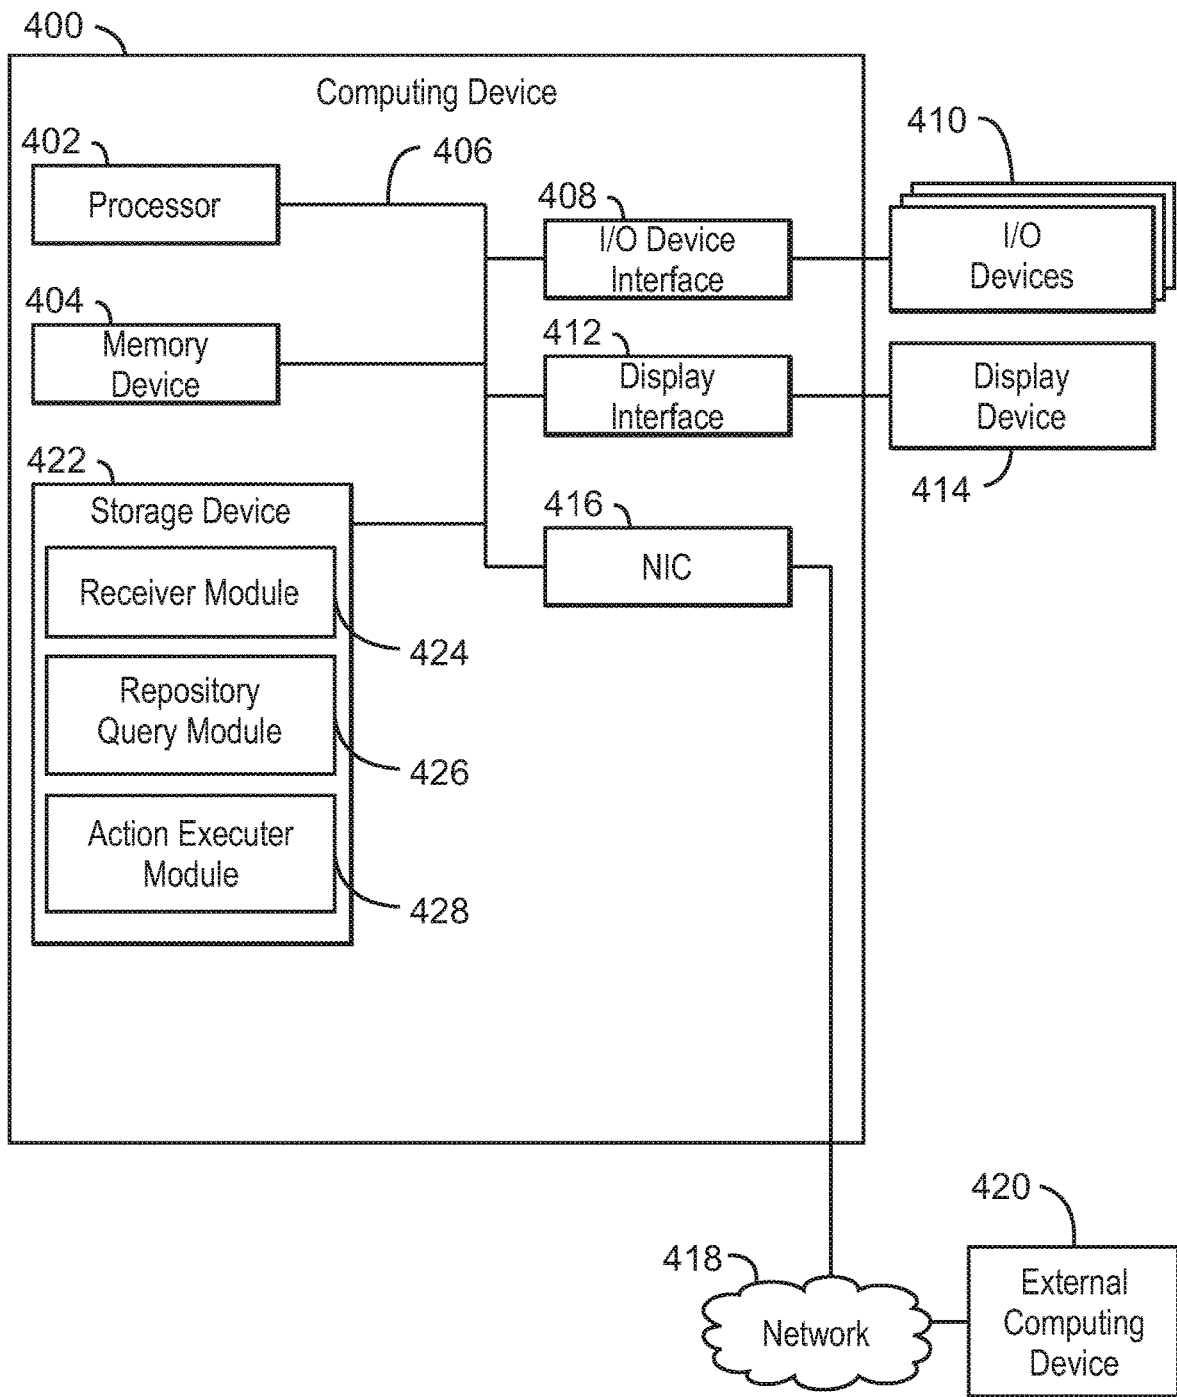 400
Computing Device
402
Processor
406
408
I/O Device
Interface
410
I/O
Devices
404
Memory
Device
412
Display
Interface
Display
Device
414
422
Storage Device
Receiver Module
424
Repository
Query Module
426
Action Executer
Module
428
416
NIC
418
Network
420
External
Computing
Device